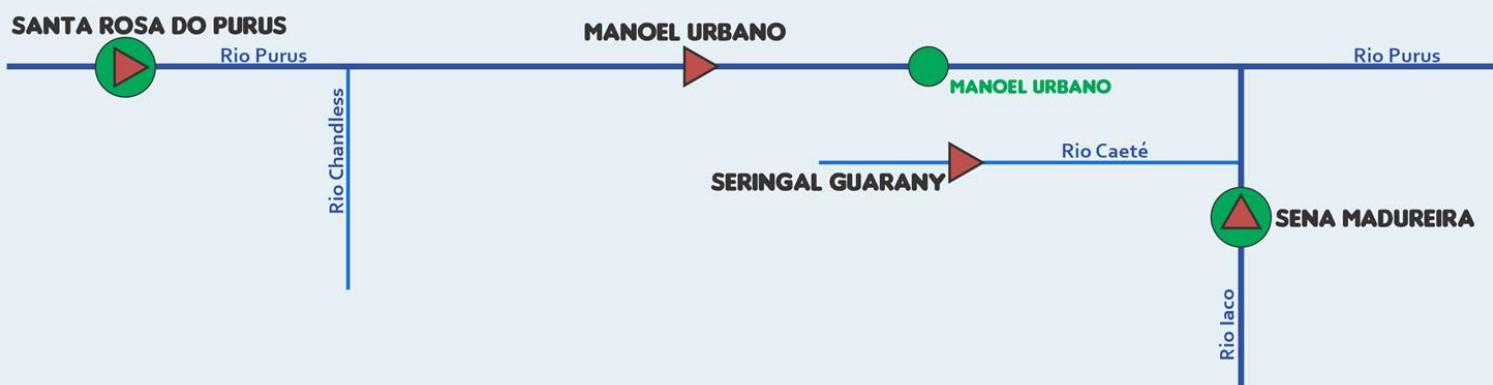 SANTA ROSA DO PURUS
Rio Purus
MANOEL URBANO
Rio Purus
MANOEL URBANO
Rio Chandless
Rio Caeté
SERINGAL GUARANY
SENA MADUREIRA
Rio Iaco